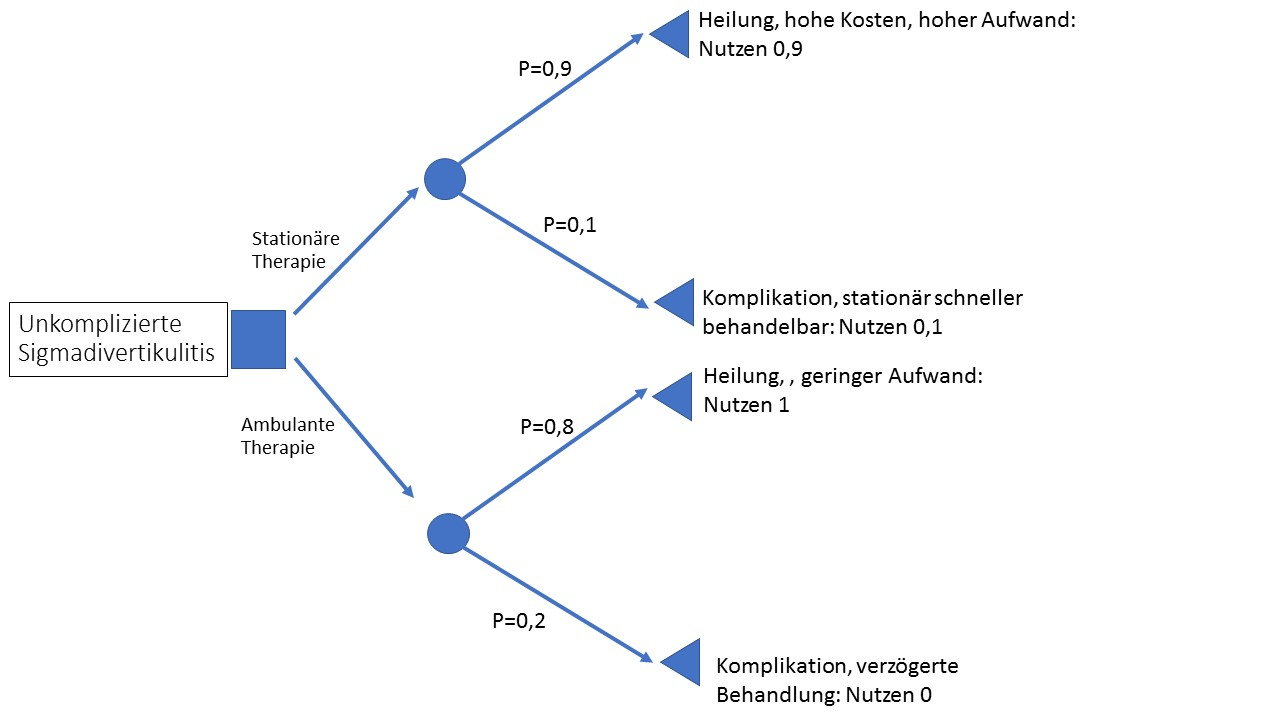 Heilung, hohe Kosten, hoher Aufwand:
Nutzen 0,9
P=0,9
P=0,1
Stationäre
Therapie
Komplikation, stationär schneller
behandelbar: Nutzen 0,1
Unkomplizierte
Sigmadivertikulitis
Heilung, , geringer Aufwand:
Nutzen 1
Ambulante
Therapie
P=0,8
P=0,2
Komplikation, verzögerte
Behandlung: Nutzen 0